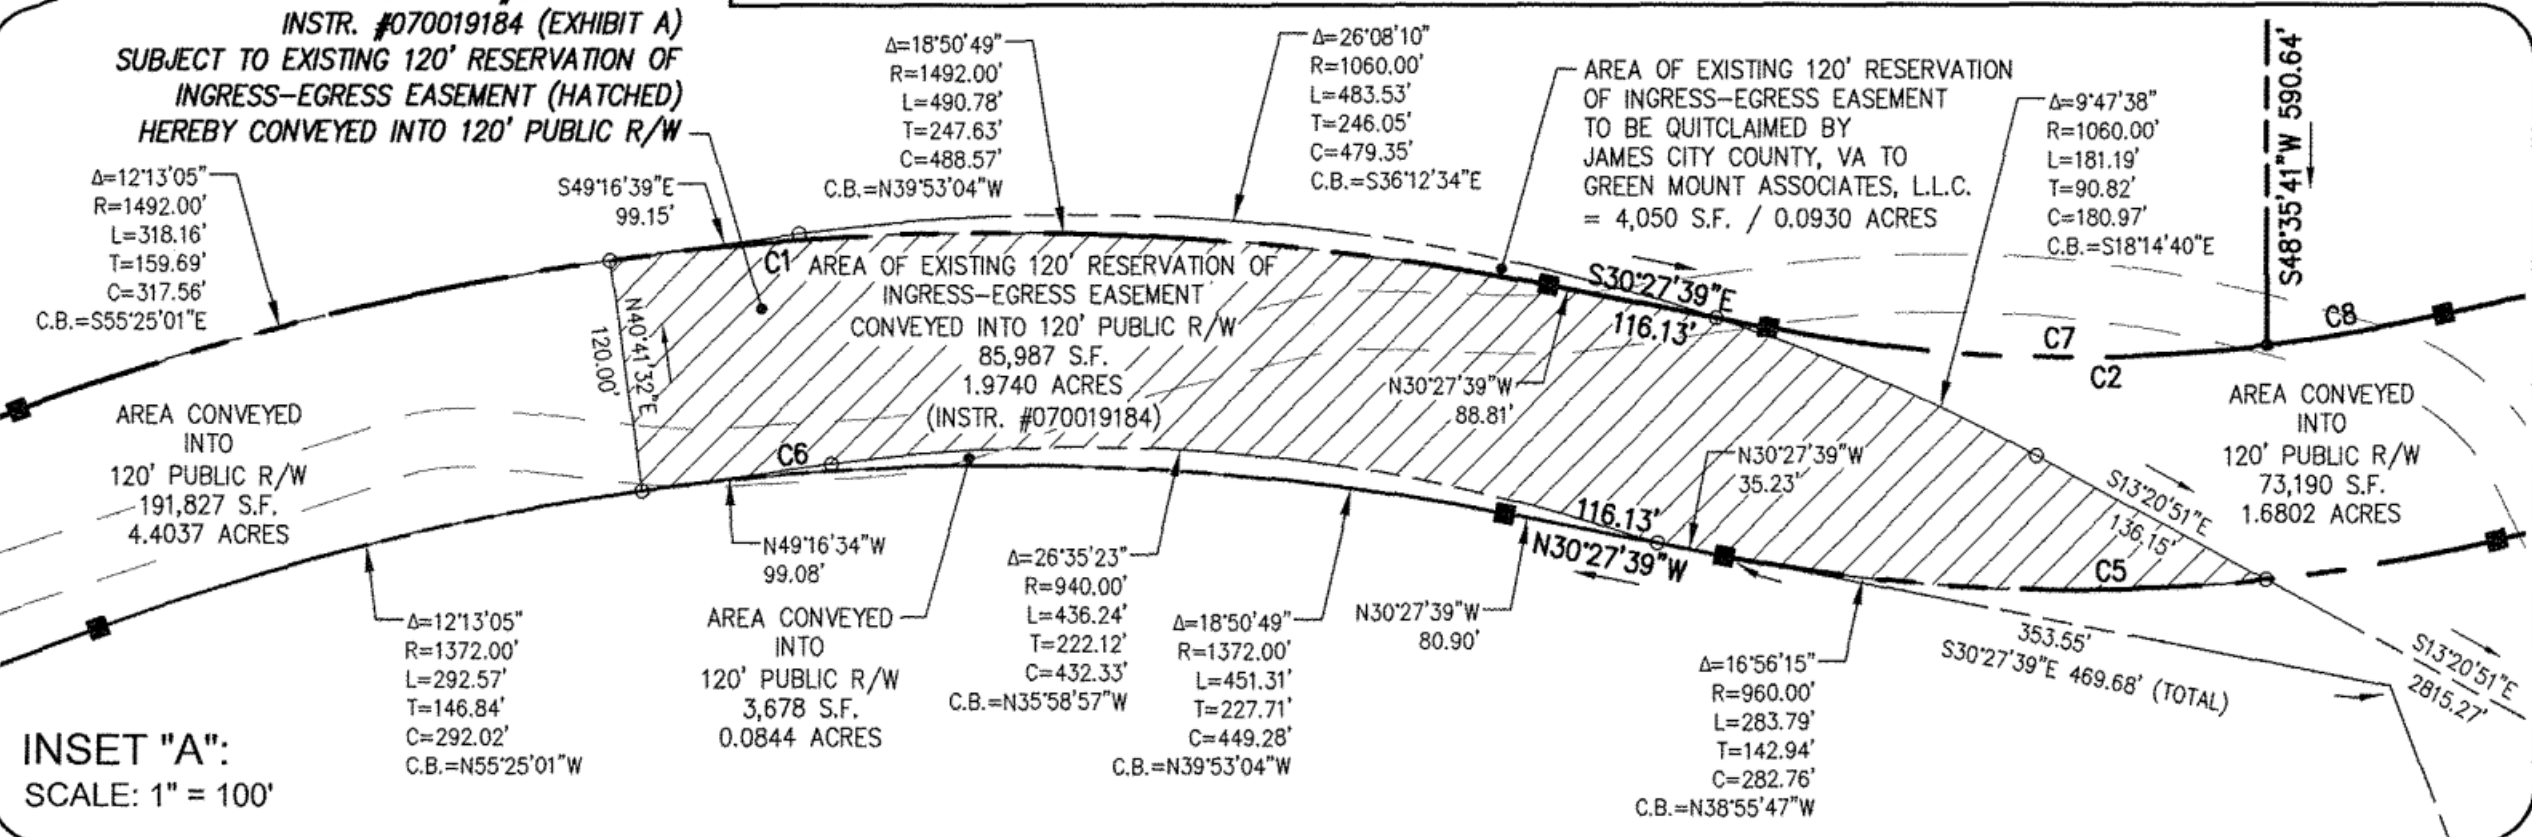 INSTR. #070019184 (EXHIBIT A)
SUBJECT TO EXISTING 120' RESERVATION OF
INGRESS-EGRESS EASEMENT (HATCHED)
HEREBY CONVEYED INTO 120' PUBLIC R/W
Δ=12°13'05"
R=1492.00'
L=318.16'
T=159.69'
C=317.56'
C.B.=S55°25'01"E
S49°16'39"E
99.15'
Δ=18°50'49"
R=1492.00'
L=490.78'
T=247.63'
C=488.57'
C.B.=N39°53'04"W
Δ=26°08'10"
R=1060.00'
L=483.53'
T=246.05'
C=479.35'
C.B.=S36°12'34"E
AREA OF EXISTING 120' RESERVATION
OF INGRESS-EGRESS EASEMENT
TO BE QUITCLAIMED BY
JAMES CITY COUNTY, VA TO
GREEN MOUNT ASSOCIATES, L.L.C.
= 4,050 S.F. / 0.0930 ACRES
Δ=9°47'38"
R=1060.00'
L=181.19'
T=90.82'
C=180.97'
C.B.=S18°14'40"E
S48°35'41"W 590.64'
C1
AREA OF EXISTING 120' RESERVATION OF
INGRESS-EGRESS EASEMENT
CONVEYED INTO 120' PUBLIC R/W
85,987 S.F.
1.9740 ACRES
(INSTR. #070019184)
N40°41'32"E
120.00'
S30°27'39"E
116.13'
N30°27'39"W
88.81'
C7
C2
C8
AREA CONVEYED
INTO
120' PUBLIC R/W
191,827 S.F.
4.4037 ACRES
AREA CONVEYED
INTO
120' PUBLIC R/W
73,190 S.F.
1.6802 ACRES
C6
N30°27'39"W
35.23'
116.13'
N30°27'39"W
S13°20'51"E
136.15'
C5
N49°16'34"W
99.08'
AREA CONVEYED
INTO
120' PUBLIC R/W
3,678 S.F.
0.0844 ACRES
Δ=12°13'05"
R=1372.00'
L=292.57'
T=146.84'
C=292.02'
C.B.=N55°25'01"W
Δ=26°35'23"
R=940.00'
L=436.24'
T=222.12'
C=432.33'
C.B.=N35°58'57"W
Δ=18°50'49"
R=1372.00'
L=451.31'
T=227.71'
C=449.28'
C.B.=N39°53'04"W
N30°27'39"W
80.90'
Δ=16°56'15"
R=960.00'
L=283.79'
T=142.94'
C=282.76'
C.B.=N38°55'47"W
353.55'
S30°27'39"E 469.68' (TOTAL)
S13°20'51"E
2815.27'
INSET "A":
SCALE: 1" = 100'